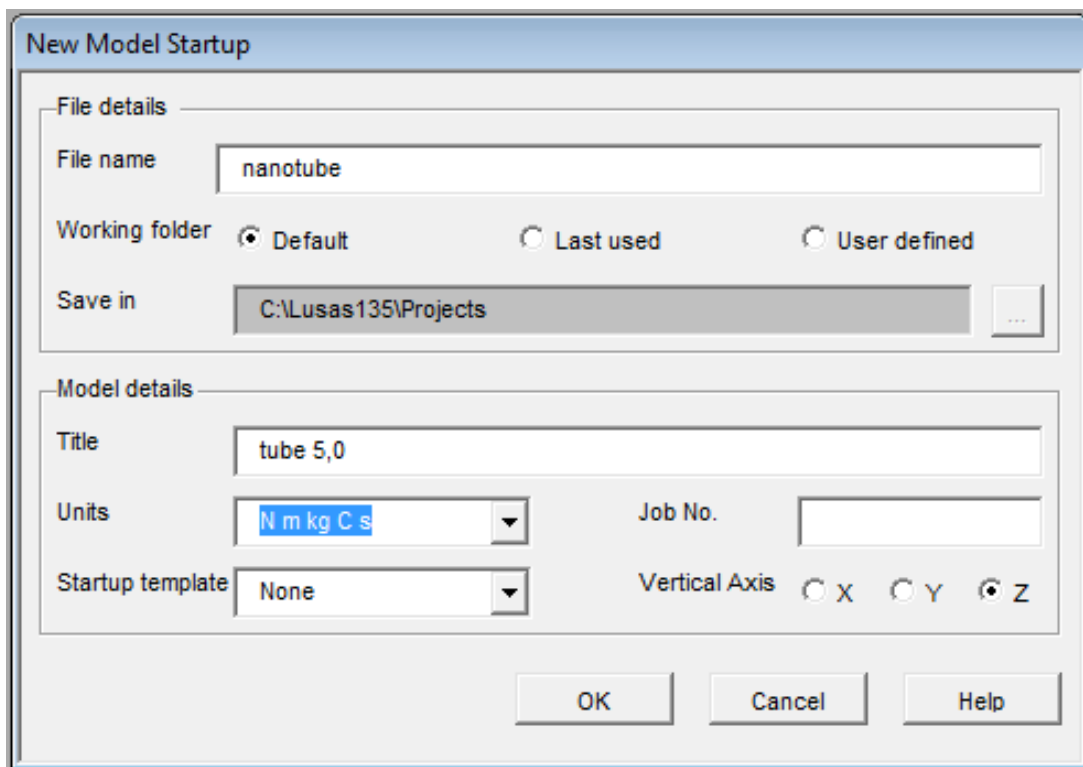 New Model Startup
File details
File name nanotube
Working folder Default Last used User defined
Save in C:\Lusas135\Projects ...
Model details
Title tube 5,0
Units N m kg C s Job No.
Startup template None Vertical Axis X Y Z
OK Cancel Help